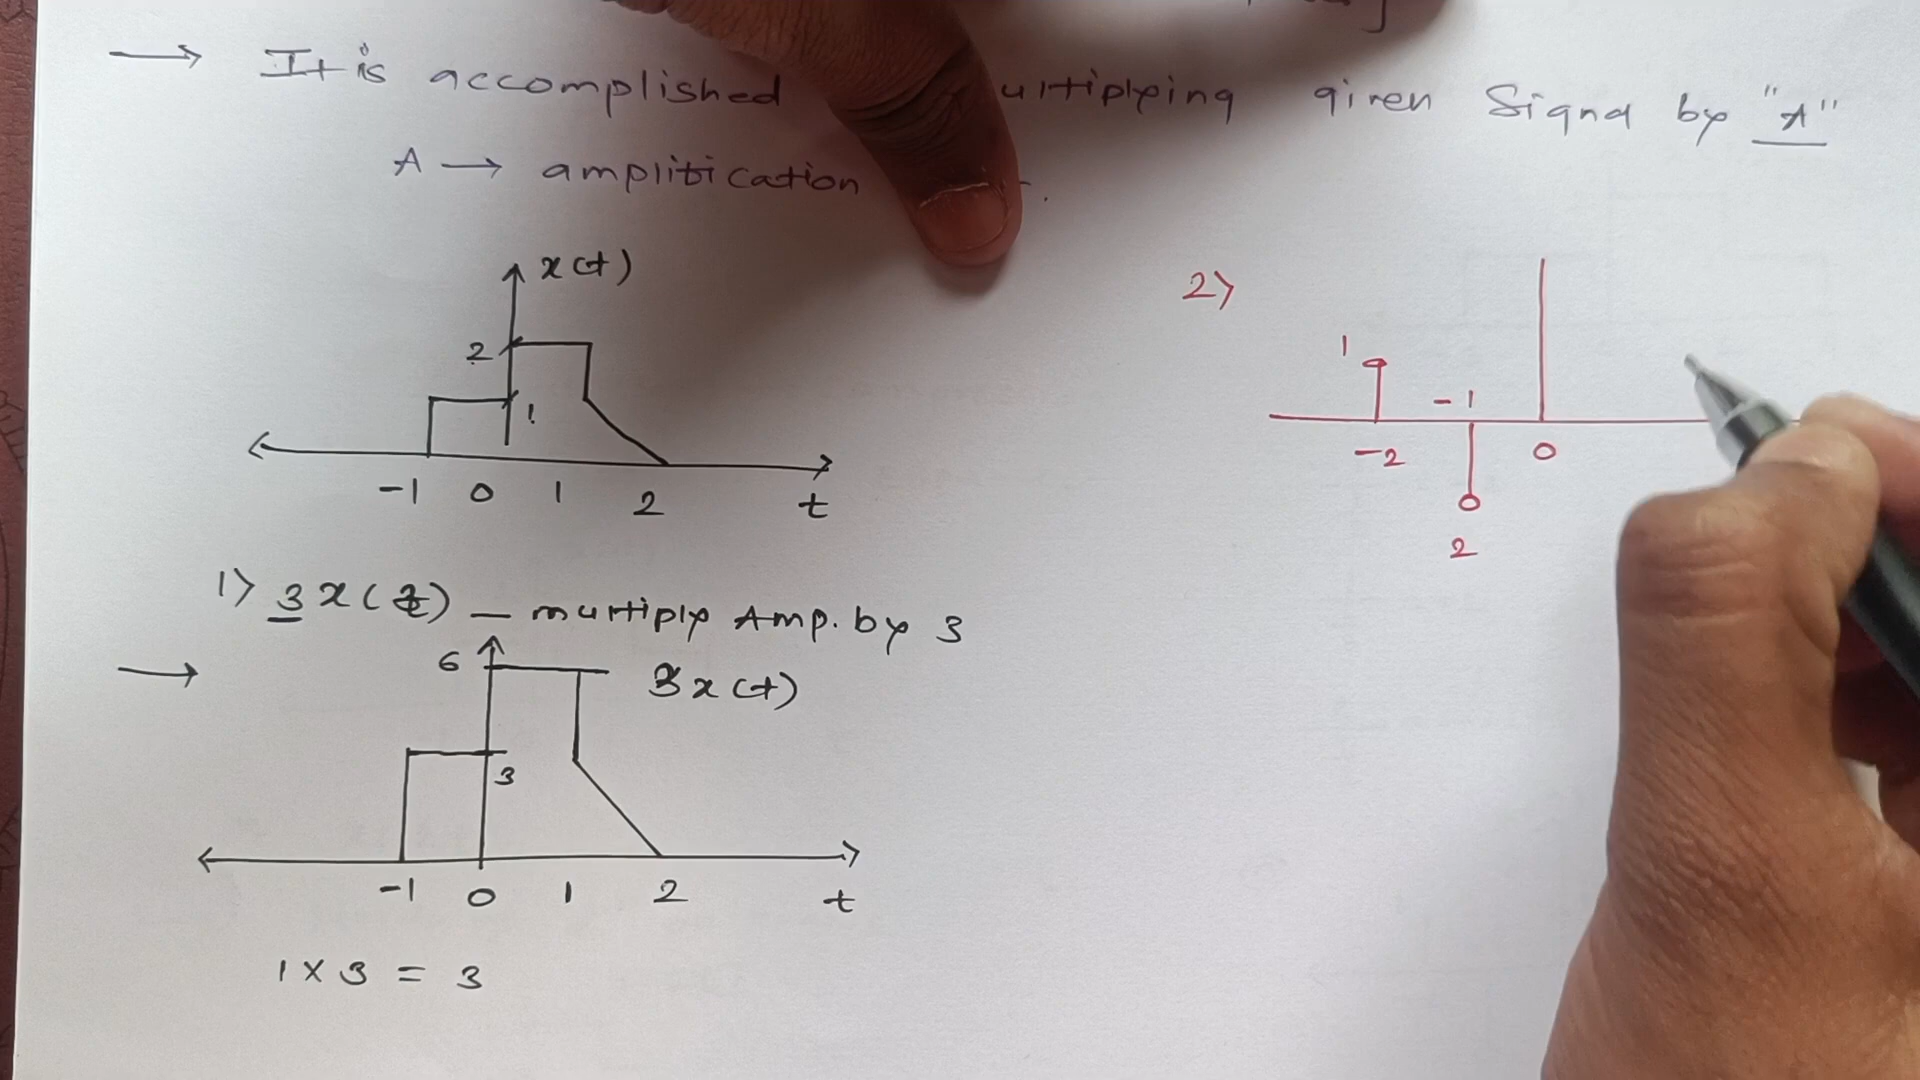 → It is accomplished ultiplying given Signal by "A"
A → amplification
x(t)
2
1
-1 0 1 2 t
1) 3x(t) - multiply Amp. by 3
→ 6 3x(t)
3
-1 0 1 2 t
1 x 3 = 3
2)
1
-1
-2 0
2